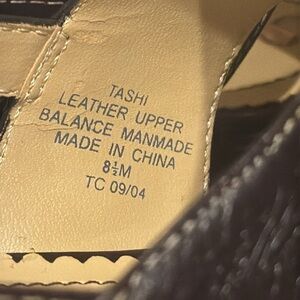 TASHI
LEATHER UPPER
BALANCE MANMADE
MADE IN CHINA
8½M
TC 09/04